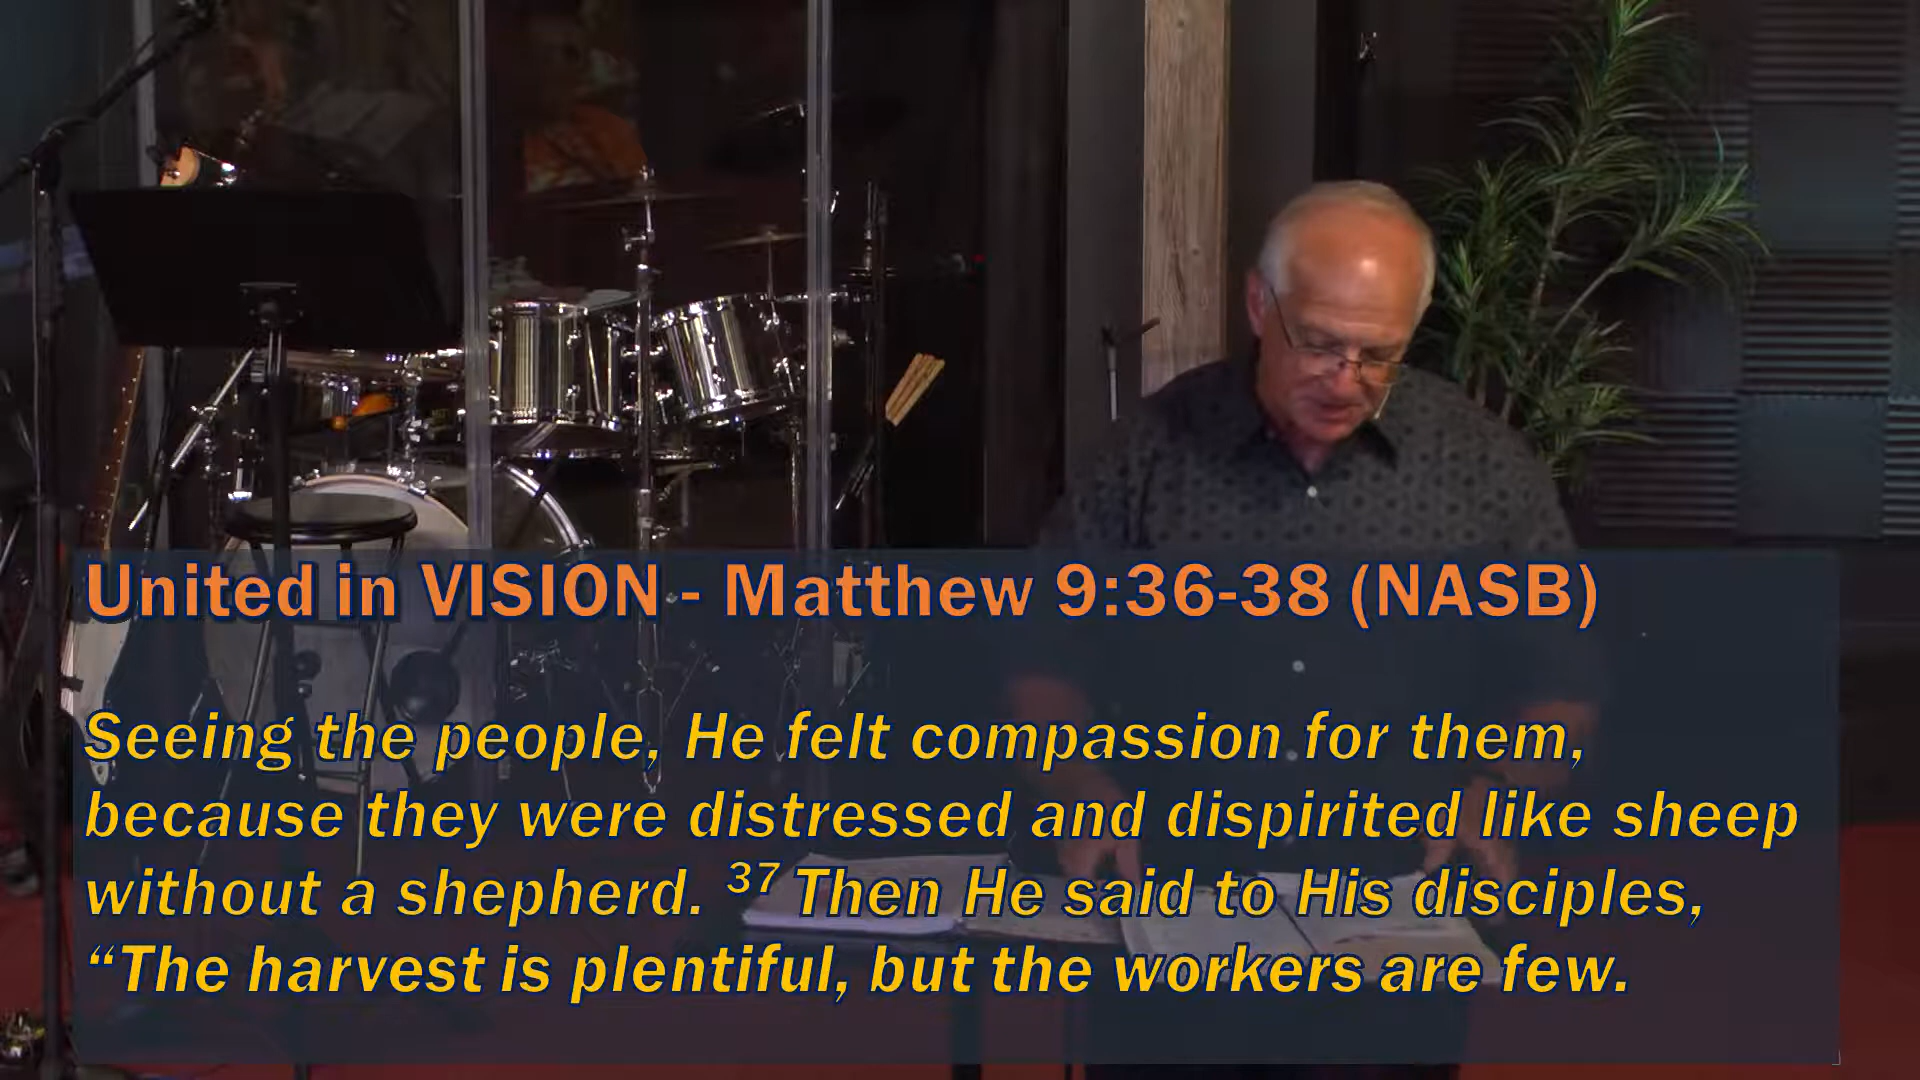 United in VISION - Matthew 9:36-38 (NASB)
Seeing the people, He felt compassion for them,
because they were distressed and dispirited like sheep
without a shepherd. 37 Then He said to His disciples,
“The harvest is plentiful, but the workers are few.